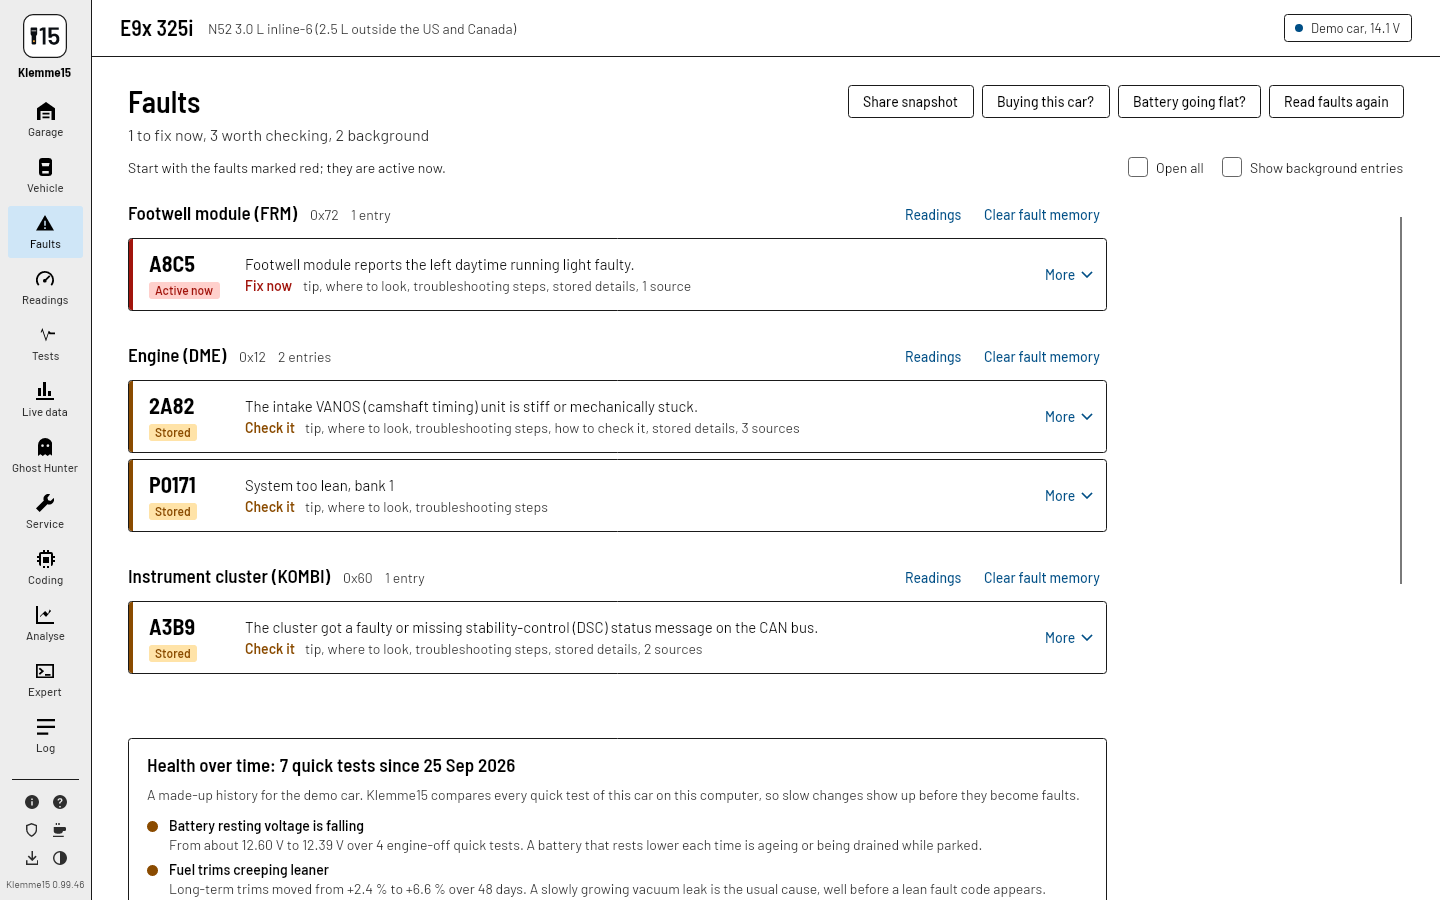 15
Klemme15
Garage
Vehicle
Faults
Readings
Tests
Live data
Ghost Hunter
Service
Coding
Analyse
Expert
Log
Klemme15 0.99.46
E9x 325i N52 3.0 L inline-6 (2.5 L outside the US and Canada)
Demo car, 14.1 V
Faults
Share snapshot
Buying this car?
Battery going flat?
Read faults again
1 to fix now, 3 worth checking, 2 background
Start with the faults marked red; they are active now.
Open all
Show background entries
Footwell module (FRM) 0x72 1 entry
Readings Clear fault memory
A8C5
Active now
Footwell module reports the left daytime running light faulty.
Fix now tip, where to look, troubleshooting steps, stored details, 1 source
More
Engine (DME) 0x12 2 entries
Readings Clear fault memory
2A82
Stored
The intake VANOS (camshaft timing) unit is stiff or mechanically stuck.
Check it tip, where to look, troubleshooting steps, how to check it, stored details, 3 sources
More
P0171
Stored
System too lean, bank 1
Check it tip, where to look, troubleshooting steps
More
Instrument cluster (KOMBI) 0x60 1 entry
Readings Clear fault memory
A3B9
Stored
The cluster got a faulty or missing stability-control (DSC) status message on the CAN bus.
Check it tip, where to look, troubleshooting steps, stored details, 2 sources
More
Health over time: 7 quick tests since 25 Sep 2026
A made-up history for the demo car. Klemme15 compares every quick test of this car on this computer, so slow changes show up before they become faults.
Battery resting voltage is falling
From about 12.60 V to 12.39 V over 4 engine-off quick tests. A battery that rests lower each time is ageing or being drained while parked.
Fuel trims creeping leaner
Long-term trims moved from +2.4 % to +6.6 % over 48 days. A slowly growing vacuum leak is the usual cause, well before a lean fault code appears.